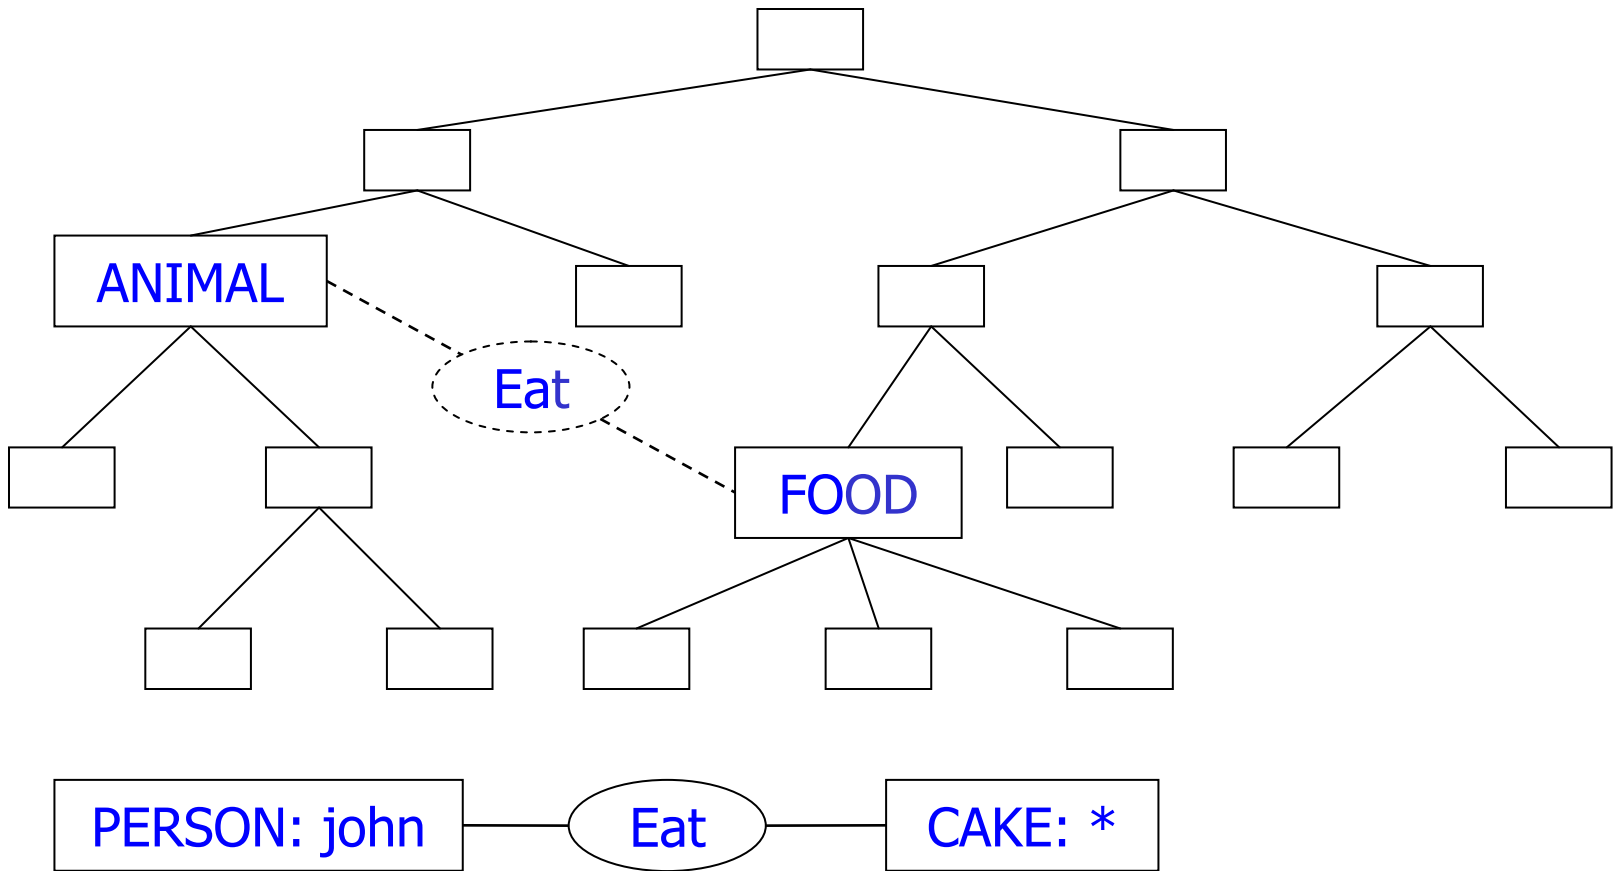 ANIMAL
Eat
FOOD
PERSON: john
Eat
CAKE: *